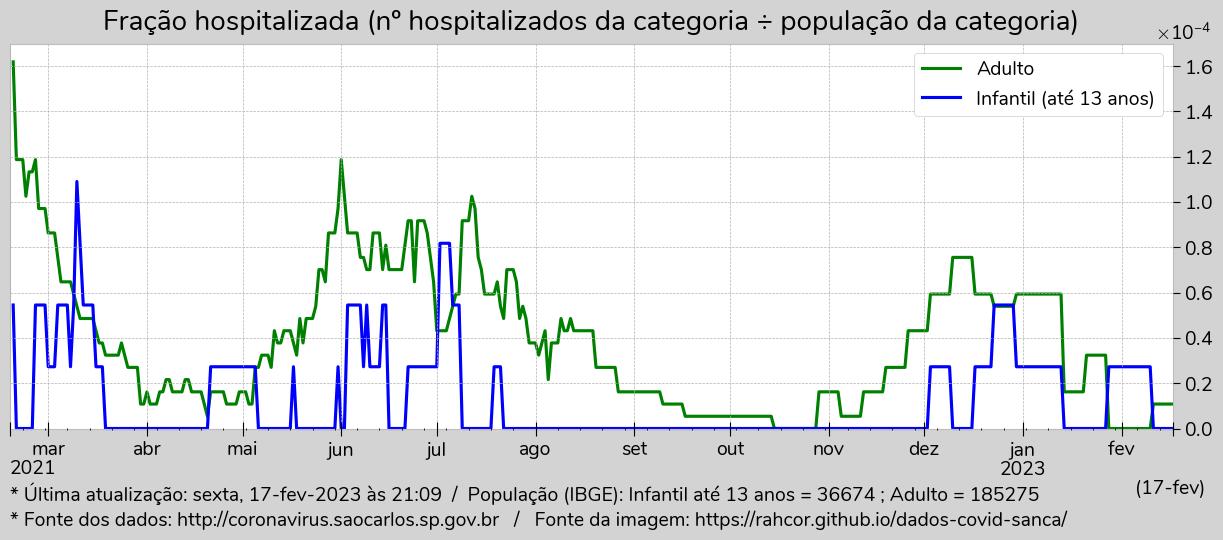 Fração hospitalizada (nº hospitalizados da categoria ÷ população da categoria)
×10⁻⁴
Adulto
Infantil (até 13 anos)
1.6
1.4
1.2
1.0
0.8
0.6
0.4
0.2
0.0
mar abr mai jun jul ago set out nov dez jan fev
2021 2023
(17-fev)
* Última atualização: sexta, 17-fev-2023 às 21:09 / População (IBGE): Infantil até 13 anos = 36674 ; Adulto = 185275
* Fonte dos dados: http://coronavirus.saocarlos.sp.gov.br / Fonte da imagem: https://rahcor.github.io/dados-covid-sanca/